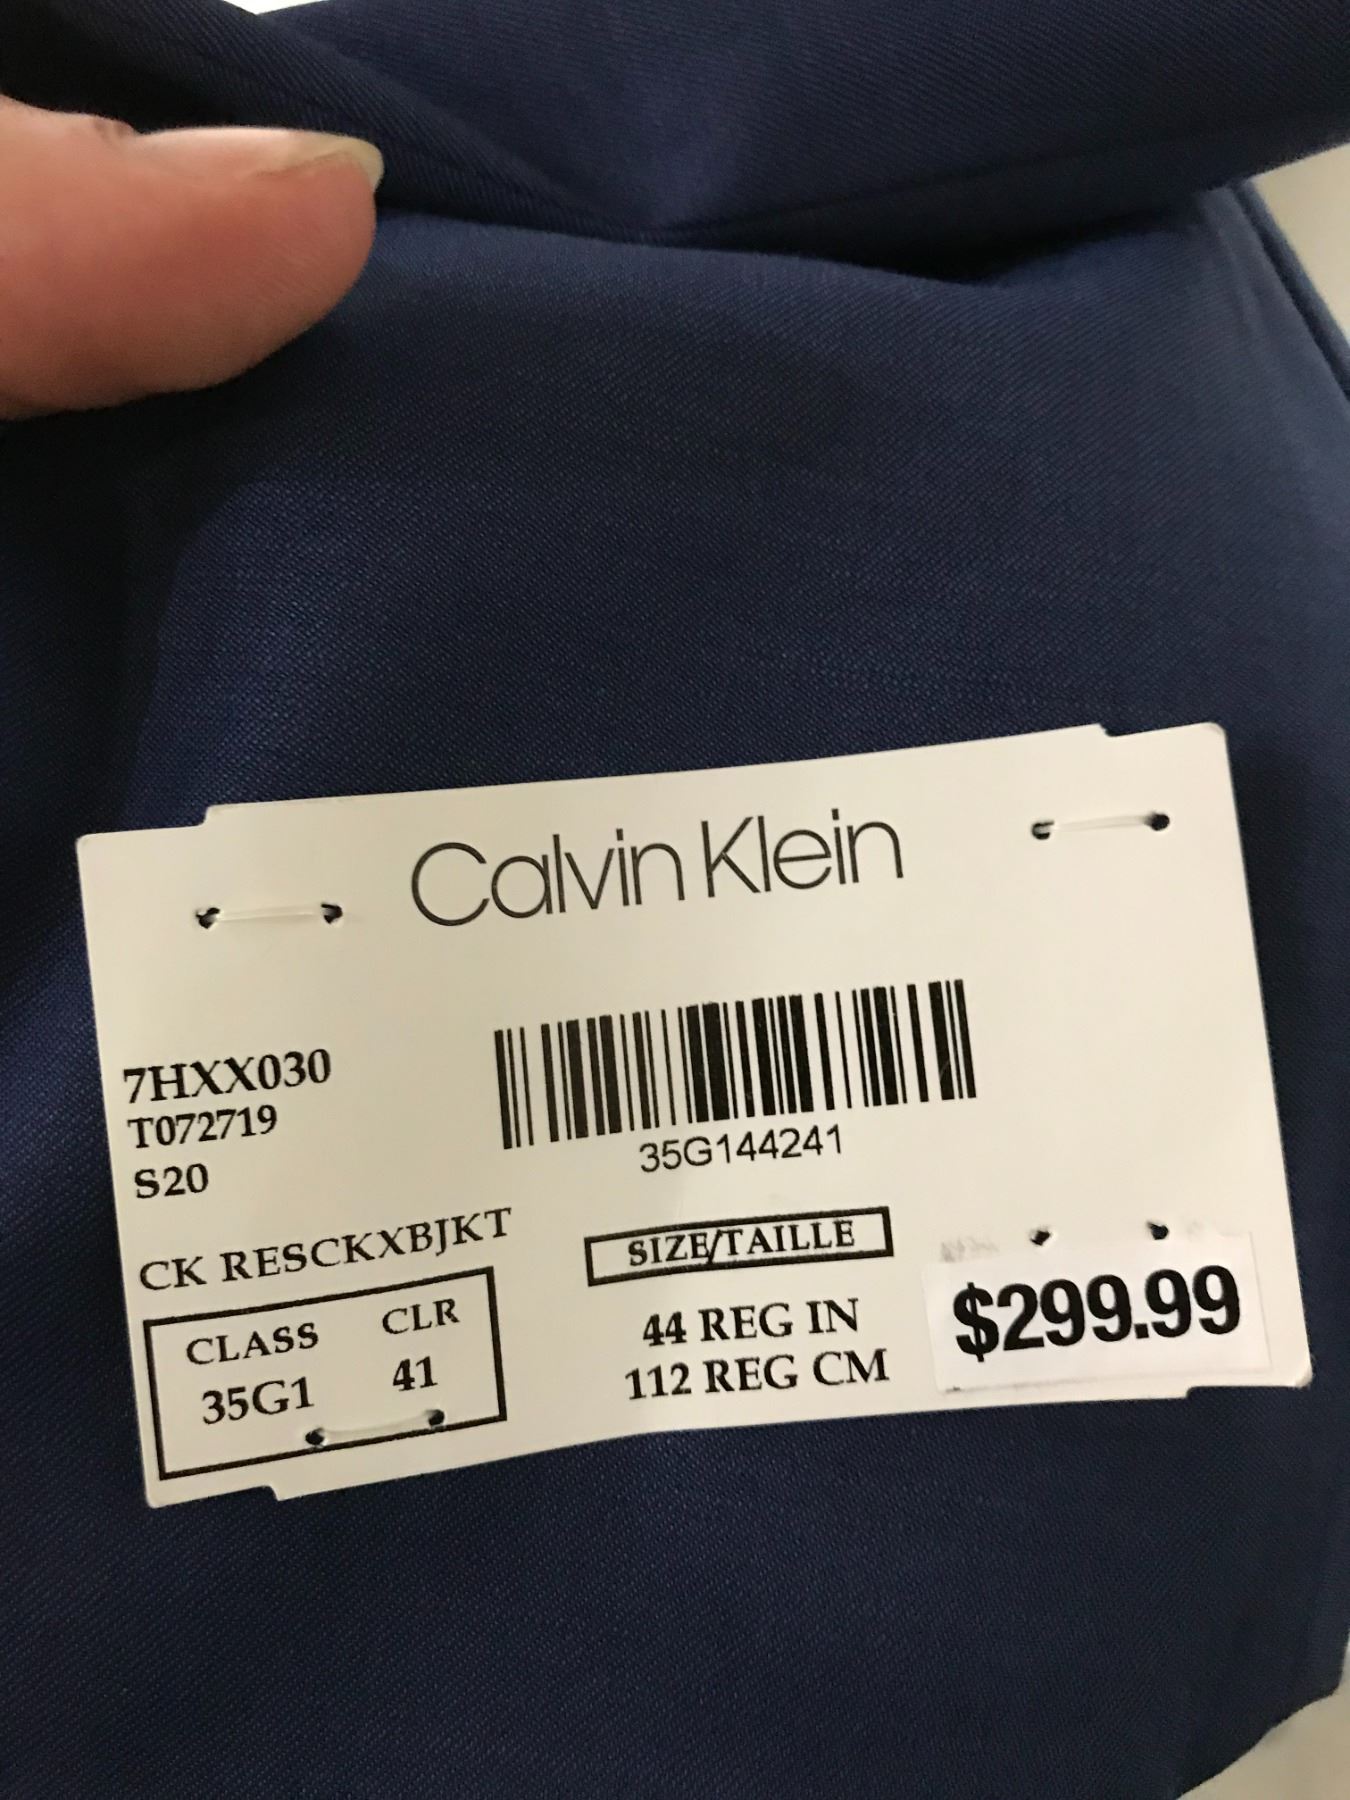 Calvin Klein
7HXX030
T072719
S20
35G144241
CK RESCKXBJKT
SIZE/TAILLE
CLASS CLR
35G1 41
44 REG IN
112 REG CM
$299.99